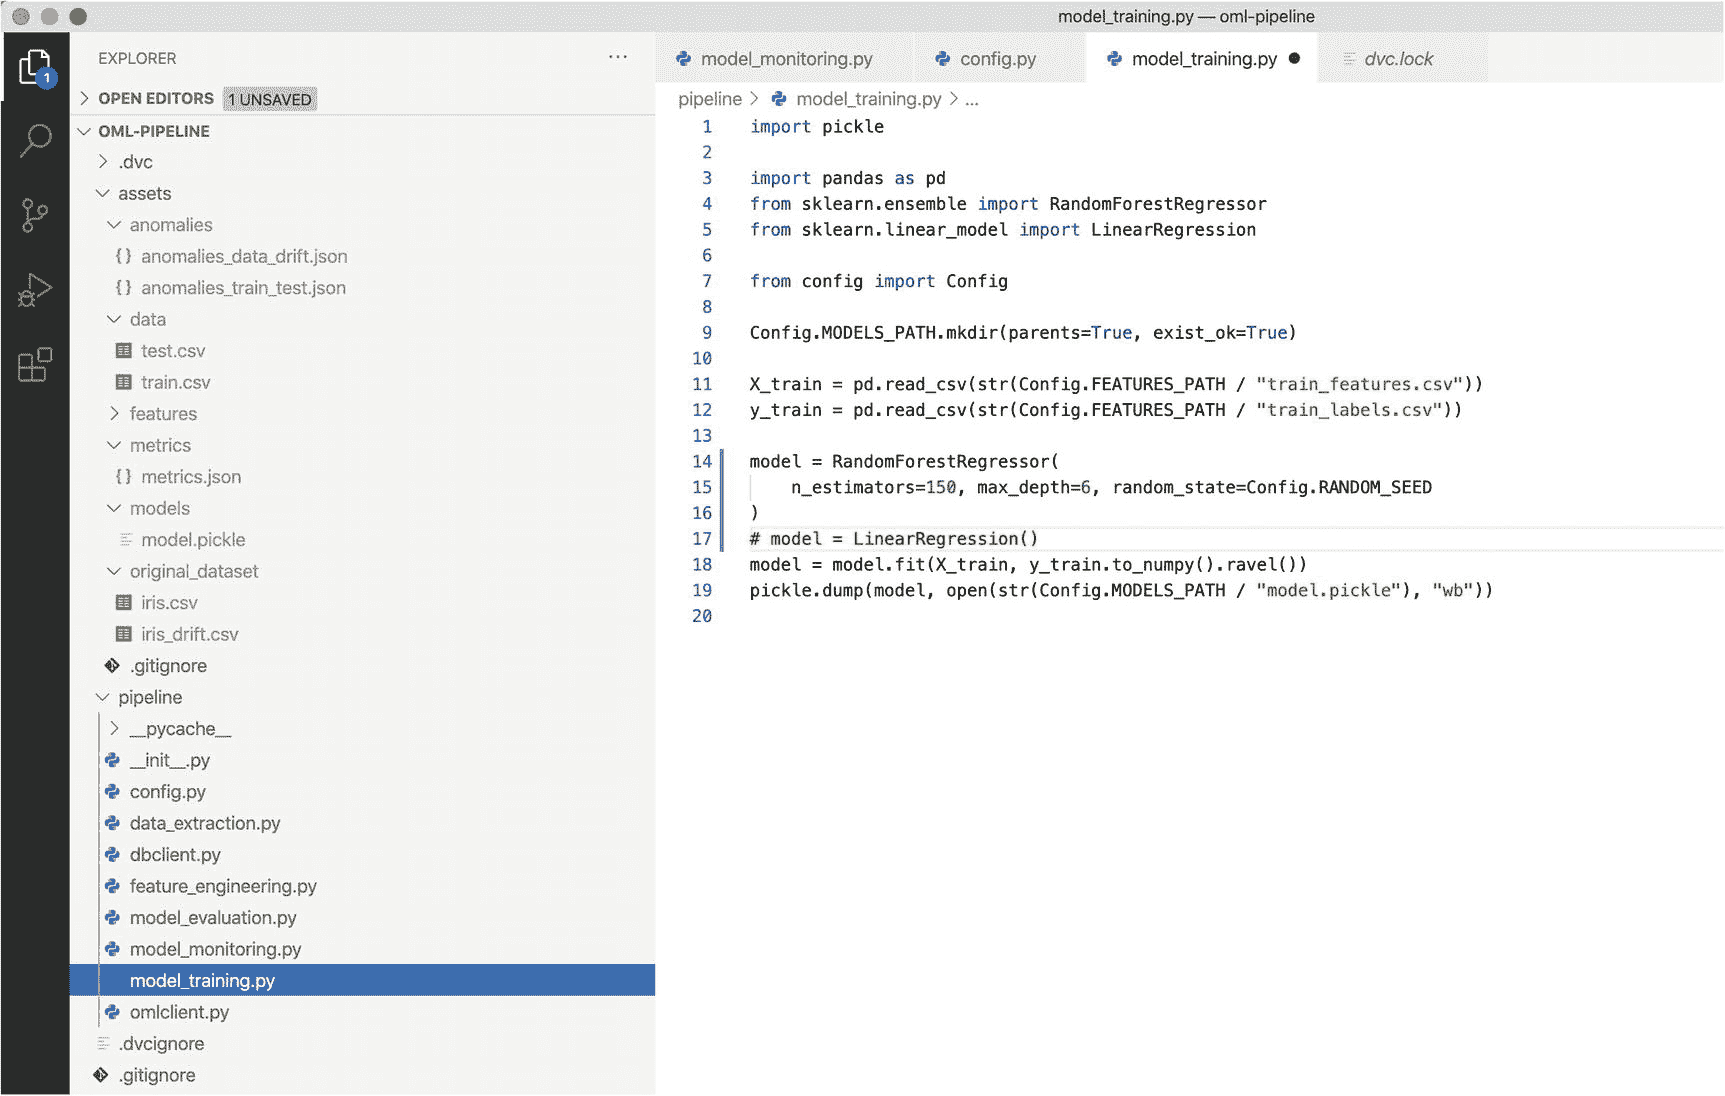 model_training.py — oml-pipeline
1
EXPLORER
...
OPEN EDITORS 1 UNSAVED
OML-PIPELINE
.dvc
assets
anomalies
{} anomalies_data_drift.json
{} anomalies_train_test.json
data
test.csv
train.csv
features
metrics
{} metrics.json
models
model.pickle
original_dataset
iris.csv
iris_drift.csv
.gitignore
pipeline
__pycache__
__init__.py
config.py
data_extraction.py
dbclient.py
feature_engineering.py
model_evaluation.py
model_monitoring.py
model_training.py
omlclient.py
.dvcignore
.gitignore
model_monitoring.py config.py model_training.py ● dvc.lock
pipeline > model_training.py > ...
1 import pickle
2
3 import pandas as pd
4 from sklearn.ensemble import RandomForestRegressor
5 from sklearn.linear_model import LinearRegression
6
7 from config import Config
8
9 Config.MODELS_PATH.mkdir(parents=True, exist_ok=True)
10
11 X_train = pd.read_csv(str(Config.FEATURES_PATH / "train_features.csv"))
12 y_train = pd.read_csv(str(Config.FEATURES_PATH / "train_labels.csv"))
13
14 model = RandomForestRegressor(
15     n_estimators=150, max_depth=6, random_state=Config.RANDOM_SEED
16 )
17 # model = LinearRegression()
18 model = model.fit(X_train, y_train.to_numpy().ravel())
19 pickle.dump(model, open(str(Config.MODELS_PATH / "model.pickle"), "wb"))
20